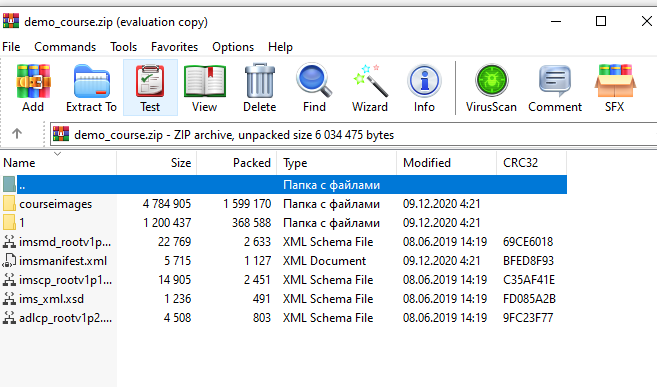 demo_course.zip (evaluation copy)
File Commands Tools Favorites Options Help
Add Extract To Test View Delete Find Wizard Info VirusScan Comment SFX
demo_course.zip - ZIP archive, unpacked size 6 034 475 bytes
Name Size Packed Type Modified CRC32
.. Папка с файлами
courseimages 4 784 905 1 599 170 Папка с файлами 09.12.2020 4:21
1 1 200 437 368 588 Папка с файлами 09.12.2020 4:21
imsmd_rootv1p... 22 769 2 633 XML Schema File 08.06.2019 14:19 69CE6018
imsmanifest.xml 5 715 1 127 XML Document 09.12.2020 4:21 BFED8F93
imscp_rootv1p1... 14 905 2 451 XML Schema File 08.06.2019 14:19 C35AF41E
ims_xml.xsd 1 236 491 XML Schema File 08.06.2019 14:19 FD085A2B
adlcp_rootv1p2.... 4 508 803 XML Schema File 08.06.2019 14:19 9FC23F77